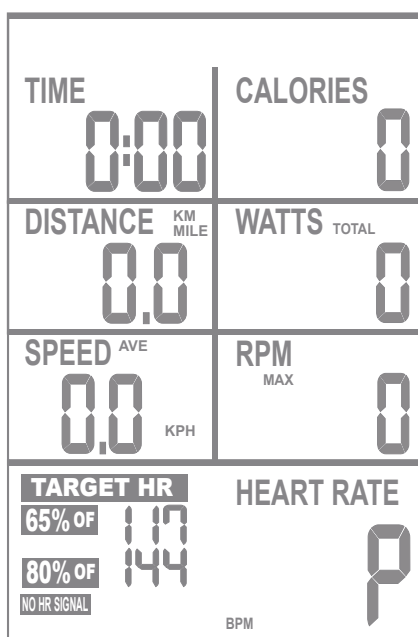 TIME
0:00
CALORIES
0
DISTANCE KM
MILE
0.0
WATTS TOTAL
0
SPEED AVE
0.0 KPH
RPM
MAX
0
TARGET HR
65% OF 117
80% OF 144
NO HR SIGNAL
HEART RATE
P
BPM